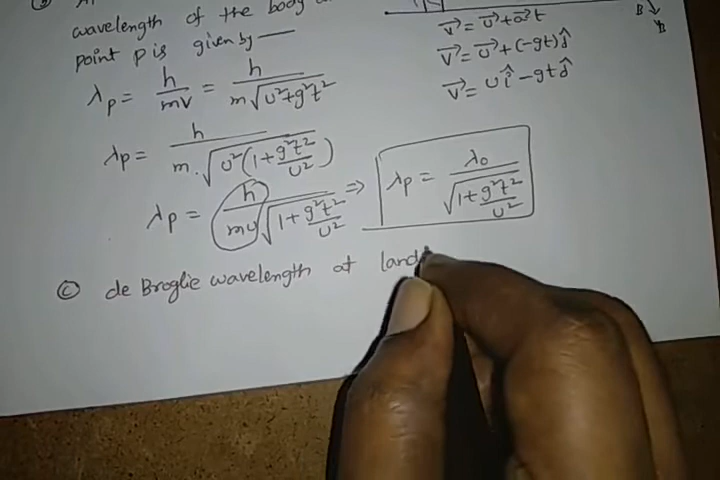 wavelength of the body
point P is given by —
λp = h/mv = h/m√(u²+g²t²)
λp = h/m.√(u²(1+g²t²/u²))
λp = h/mu√(1+g²t²/u²) ⇒ λp = λ₀/√(1+g²t²/u²)
v⃗ = u⃗+a⃗t
v⃗ = u⃗+(-gt)ĵ
v⃗ = uî-gtĵ
B
© de Broglie wavelength at land